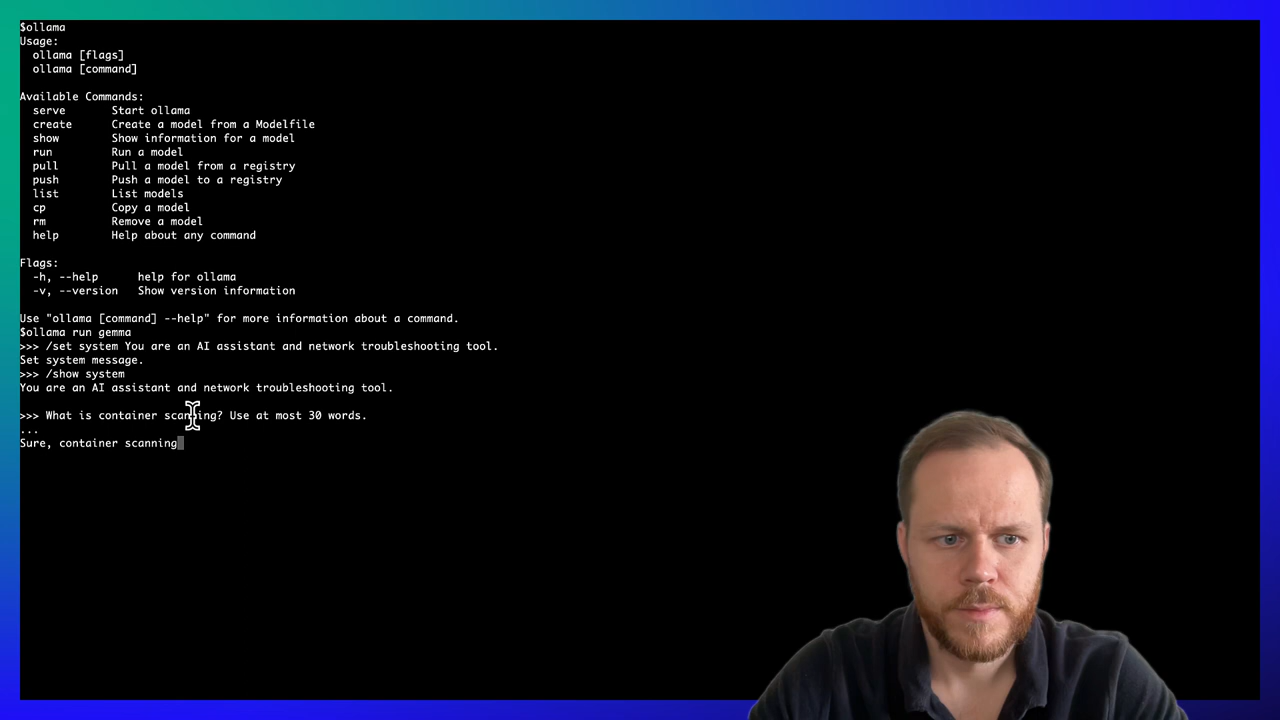 $ollama
Usage:
  ollama [flags]
  ollama [command]

Available Commands:
  serve       Start ollama
  create      Create a model from a Modelfile
  show        Show information for a model
  run         Run a model
  pull        Pull a model from a registry
  push        Push a model to a registry
  list        List models
  cp          Copy a model
  rm          Remove a model
  help        Help about any command

Flags:
  -h, --help      help for ollama
  -v, --version   Show version information

Use "ollama [command] --help" for more information about a command.
$ollama run gemma
>>> /set system You are an AI assistant and network troubleshooting tool.
Set system message.
>>> /show system
You are an AI assistant and network troubleshooting tool.

>>> What is container scanning? Use at most 30 words.
...
Sure, container scanning